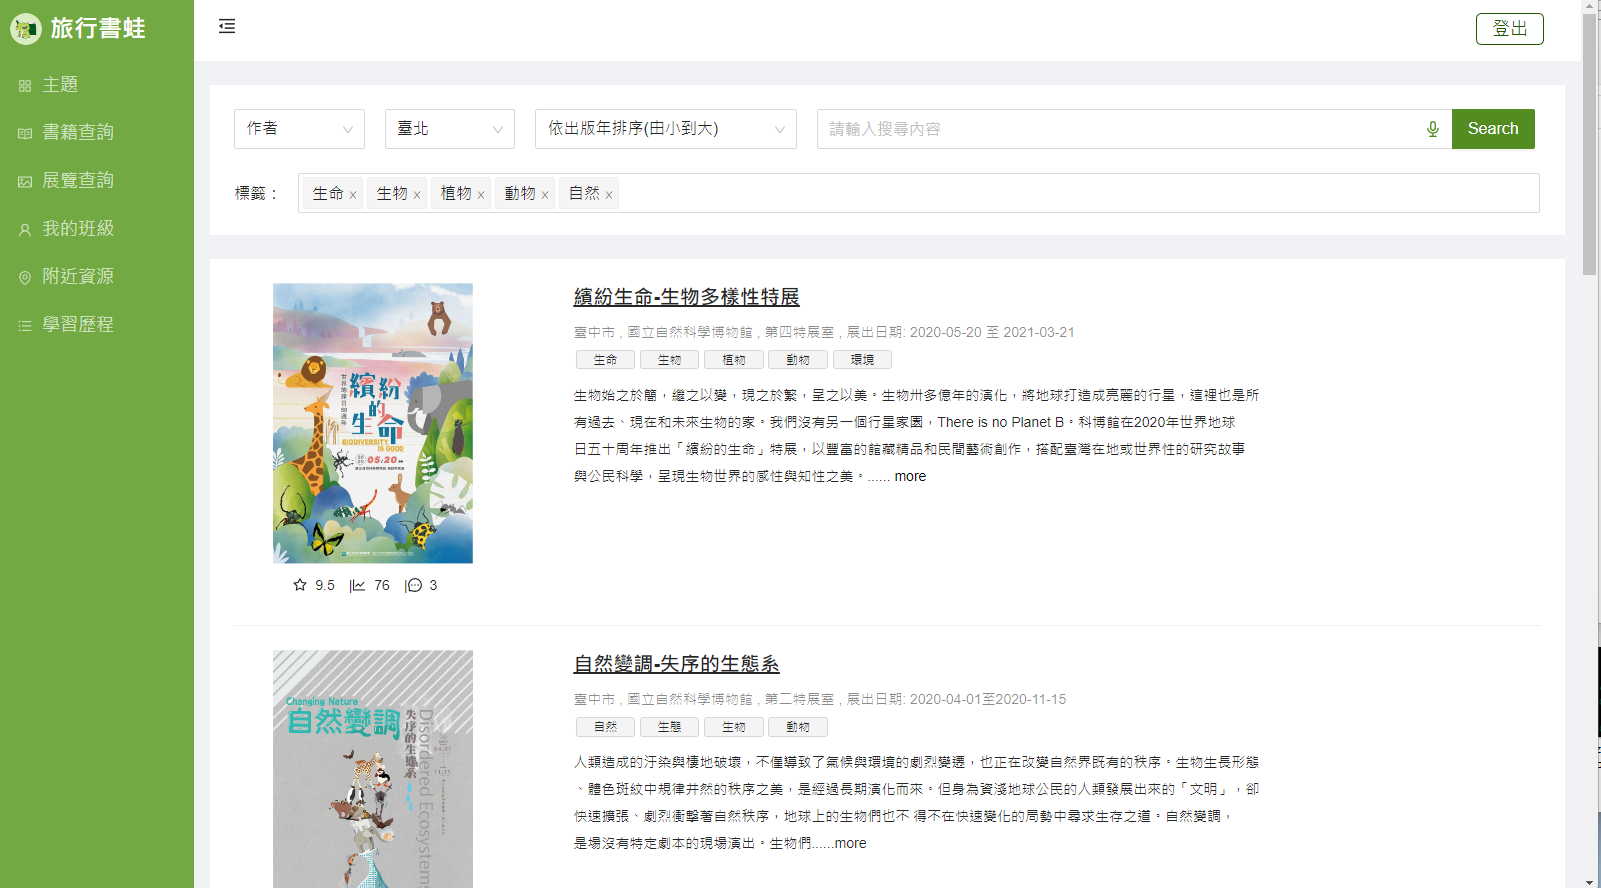 旅行書蛙
登出
主題
書籍查詢
展覽查詢
我的班級
附近資源
學習歷程
作者
臺北
依出版年排序(由小到大)
請輸入搜尋內容
Search
標籤：
生命 x
生物 x
植物 x
動物 x
自然 x
繽紛的生命
世界地球日50週年
BIODIVERSITY IS GOOD
05.20
9.5
76
3
繽紛生命-生物多樣性特展
臺中市 , 國立自然科學博物館 , 第四特展室 , 展出日期: 2020-05-20 至 2021-03-21
生命
生物
植物
動物
環境
生物始之於簡，繼之以變，現之於繁，呈之以美。生物卅多億年的演化，將地球打造成亮麗的行星，這裡也是所
有過去、現在和未來生物的家。我們沒有另一個行星家園，There is no Planet B。科博館在2020年世界地球
日五十周年推出「繽紛的生命」特展，以豐富的館藏精品和民間藝術創作，搭配臺灣在地或世界性的研究故事
與公民科學，呈現生物世界的感性與知性之美。...... more
Changing Nature
自然變調
失序的生態系
Disordered Ecosystems
04.01
11.15
自然變調-失序的生態系
臺中市 , 國立自然科學博物館 , 第二特展室 , 展出日期: 2020-04-01至2020-11-15
自然
生態
生物
動物
人類造成的汙染與棲地破壞，不僅導致了氣候與環境的劇烈變遷，也正在改變自然界既有的秩序。生物生長形態
、體色斑紋中規律井然的秩序之美，是經過長期演化而來。但身為資淺地球公民的人類發展出來的「文明」，卻
快速擴張、劇烈衝擊著自然秩序，地球上的生物們也不 得不在快速變化的局勢中尋求生存之道。自然變調，
是場沒有特定劇本的現場演出。生物們......more